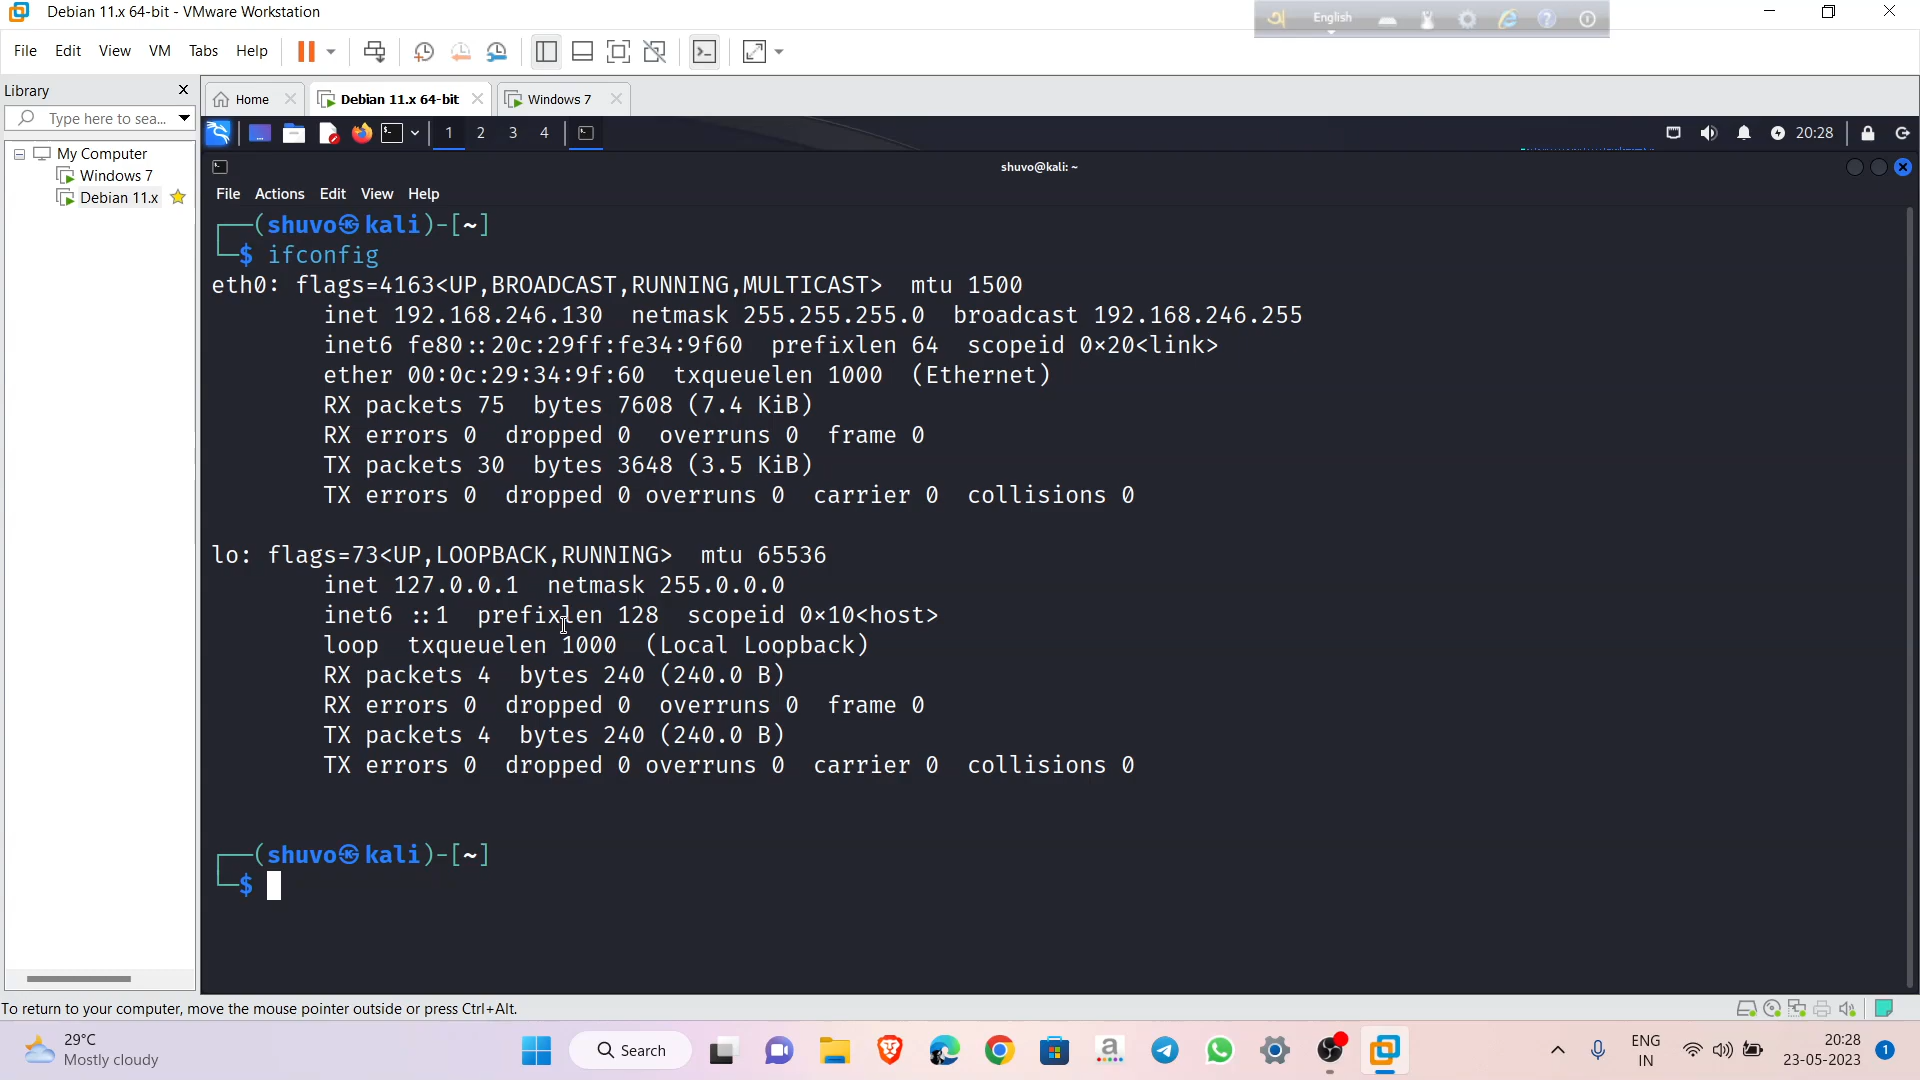 Debian 11.x 64-bit - VMware Workstation
English
File Edit View VM Tabs Help
Library
Home
Debian 11.x 64-bit
Windows 7
Type here to sea...
1 2 3 4
20:28
My Computer
Windows 7
Debian 11.x
shuvo@kali: ~
File Actions Edit View Help
(shuvo㉿kali)-[~]
$ ifconfig
eth0: flags=4163<UP,BROADCAST,RUNNING,MULTICAST> mtu 1500
inet 192.168.246.130 netmask 255.255.255.0 broadcast 192.168.246.255
inet6 fe80::20c:29ff:fe34:9f60 prefixlen 64 scopeid 0×20<link>
ether 00:0c:29:34:9f:60 txqueuelen 1000 (Ethernet)
RX packets 75 bytes 7608 (7.4 KiB)
RX errors 0 dropped 0 overruns 0 frame 0
TX packets 30 bytes 3648 (3.5 KiB)
TX errors 0 dropped 0 overruns 0 carrier 0 collisions 0
lo: flags=73<UP,LOOPBACK,RUNNING> mtu 65536
inet 127.0.0.1 netmask 255.0.0.0
inet6 ::1 prefixlen 128 scopeid 0×10<host>
loop txqueuelen 1000 (Local Loopback)
RX packets 4 bytes 240 (240.0 B)
RX errors 0 dropped 0 overruns 0 frame 0
TX packets 4 bytes 240 (240.0 B)
TX errors 0 dropped 0 overruns 0 carrier 0 collisions 0
(shuvo㉿kali)-[~]
$
To return to your computer, move the mouse pointer outside or press Ctrl+Alt.
29°C
Mostly cloudy
Search
ENG
IN
20:28
23-05-2023
1